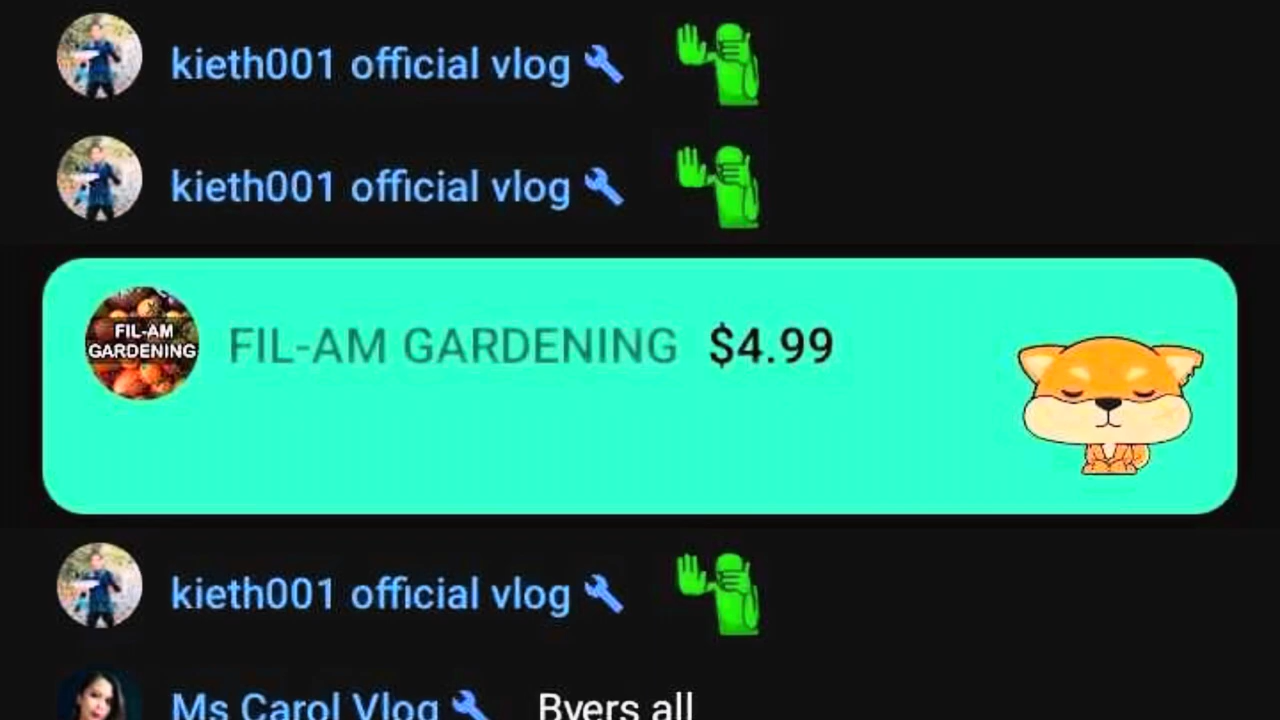 kieth001 official vlog
kieth001 official vlog
FIL-AM
GARDENING
FIL-AM GARDENING $4.99
kieth001 official vlog
Ms Carol Vlog Byers all